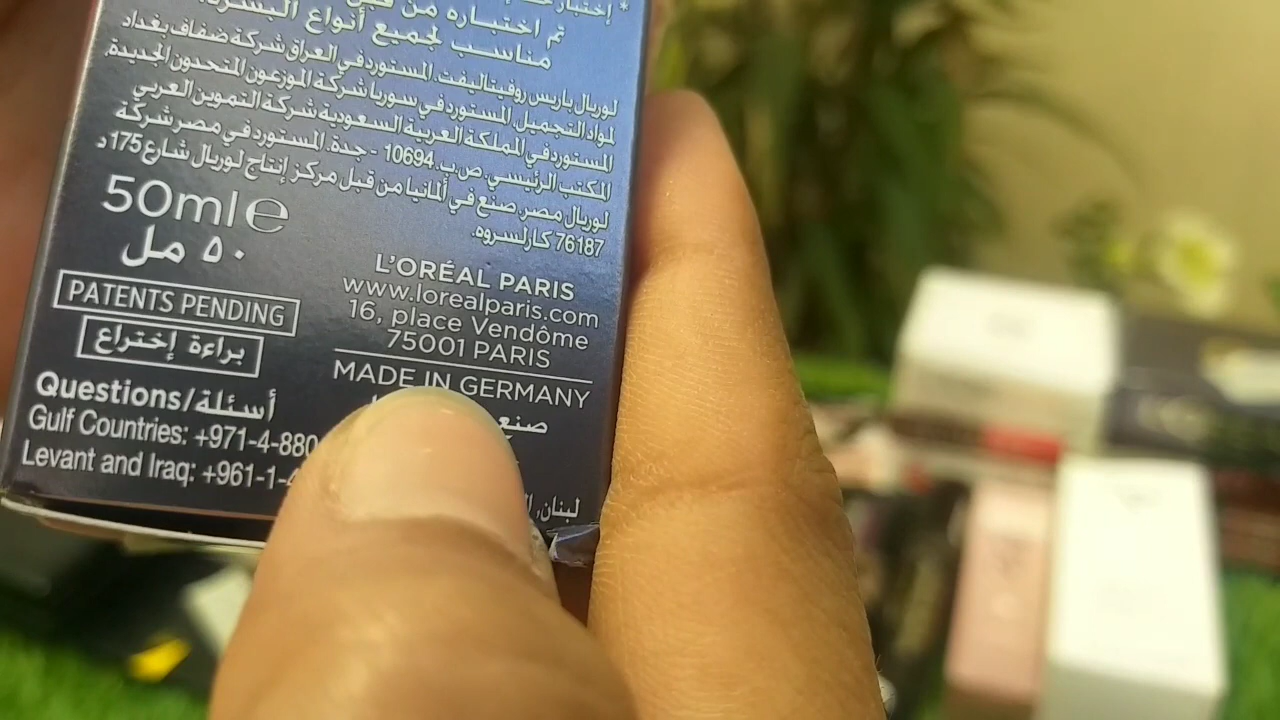 * إختبار
تم اختباره من قبل
مناسب لجميع أنواع البشرة.
لوريال باريس روفيتاليفت. المستورد في العراق شركة ضفاف بغداد
لمواد التجميل. المستورد في سوريا شركة الموزعون المتحدون الجديدة.
المستورد في المملكة العربية السعودية شركة التموين العربي
المكتب الرئيسي. ص.ب. 10694 - جدة. المستورد في مصر شركة
لوريال مصر. صنع في ألمانيا من قبل مركز إنتاج لوريال شارع 175 د
76187 كارلسروه.
50ml e
٥٠ مل
PATENTS PENDING
براءة إختراع
Questions/أسئلة
Gulf Countries: +971-4-880
Levant and Iraq: +961-1-4
L'ORÉAL PARIS
www.lorealparis.com
16, place Vendôme
75001 PARIS
MADE IN GERMANY
صنع
لبنان,